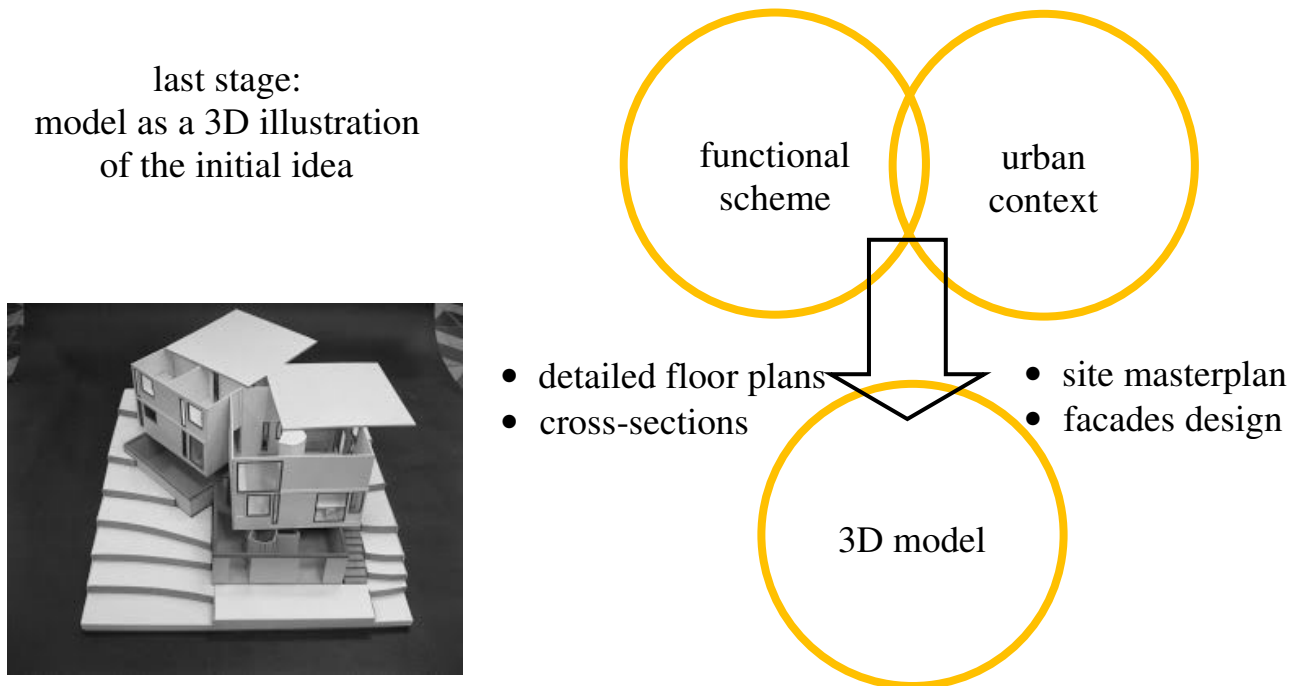 last stage:
model as a 3D illustration
of the initial idea
functional
scheme
urban
context
• detailed floor plans
• cross-sections
• site masterplan
• facades design
3D model